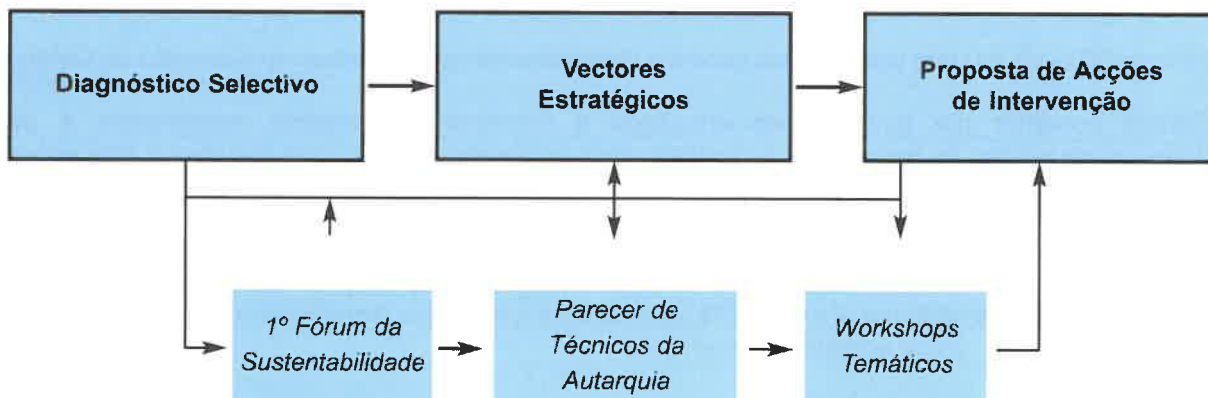 Diagnóstico Selectivo
Vectores
Estratégicos
Proposta de Acções
de Intervenção
1º Fórum da
Sustentabilidade
Parecer de
Técnicos da
Autarquia
Workshops
Temáticos